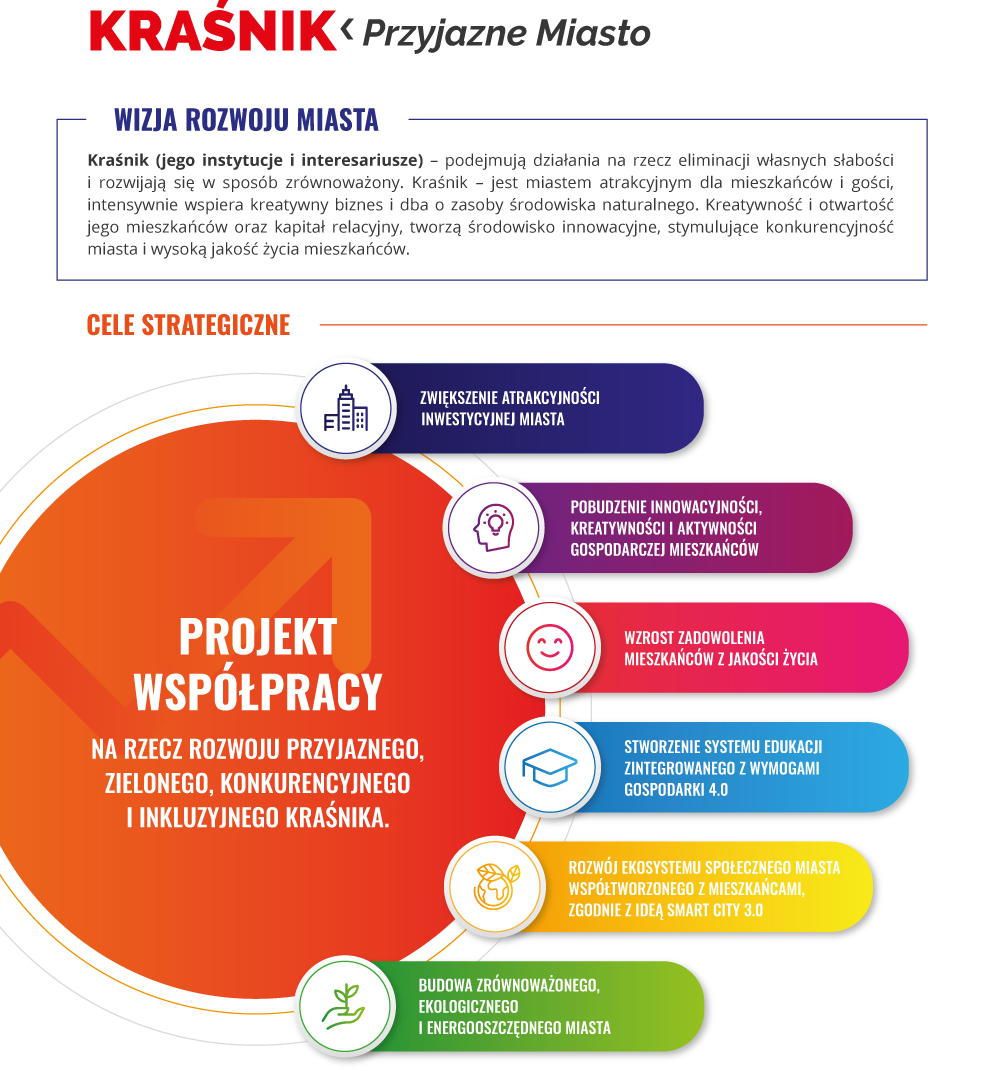 KRAŚNIK Przyjazne Miasto
WIZJA ROZWOJU MIASTA
Kraśnik (jego instytucje i interesariusze) – podejmują działania na rzecz eliminacji własnych słabości
i rozwijają się w sposób zrównoważony. Kraśnik – jest miastem atrakcyjnym dla mieszkańców i gości,
intensywnie wspiera kreatywny biznes i dba o zasoby środowiska naturalnego. Kreatywność i otwartość
jego mieszkańców oraz kapitał relacyjny, tworzą środowisko innowacyjne, stymulujące konkurencyjność
miasta i wysoką jakość życia mieszkańców.
CELE STRATEGICZNE
ZWIĘKSZENIE ATRAKCYJNOŚCI
INWESTYCYJNEJ MIASTA
POBUDZENIE INNOWACYJNOŚCI,
KREATYWNOŚCI I AKTYWNOŚCI
GOSPODARCZEJ MIESZKAŃCÓW
WZROST ZADOWOLENIA
MIESZKAŃCÓW Z JAKOŚCI ŻYCIA
PROJEKT
WSPÓŁPRACY
NA RZECZ ROZWOJU PRZYJAZNEGO,
ZIELONEGO, KONKURENCYJNEGO
I INKLUZYJNEGO KRAŚNIKA.
STWORZENIE SYSTEMU EDUKACJI
ZINTEGROWANEGO Z WYMOGAMI
GOSPODARKI 4.0
ROZWÓJ EKOSYSTEMU SPOŁECZNEGO MIASTA
WSPÓŁTWORZONEGO Z MIESZKAŃCAMI,
ZGODNIE Z IDEĄ SMART CITY 3.0
BUDOWA ZRÓWNOWAŻONEGO,
EKOLOGICZNEGO
I ENERGOOSZCZĘDNEGO MIASTA